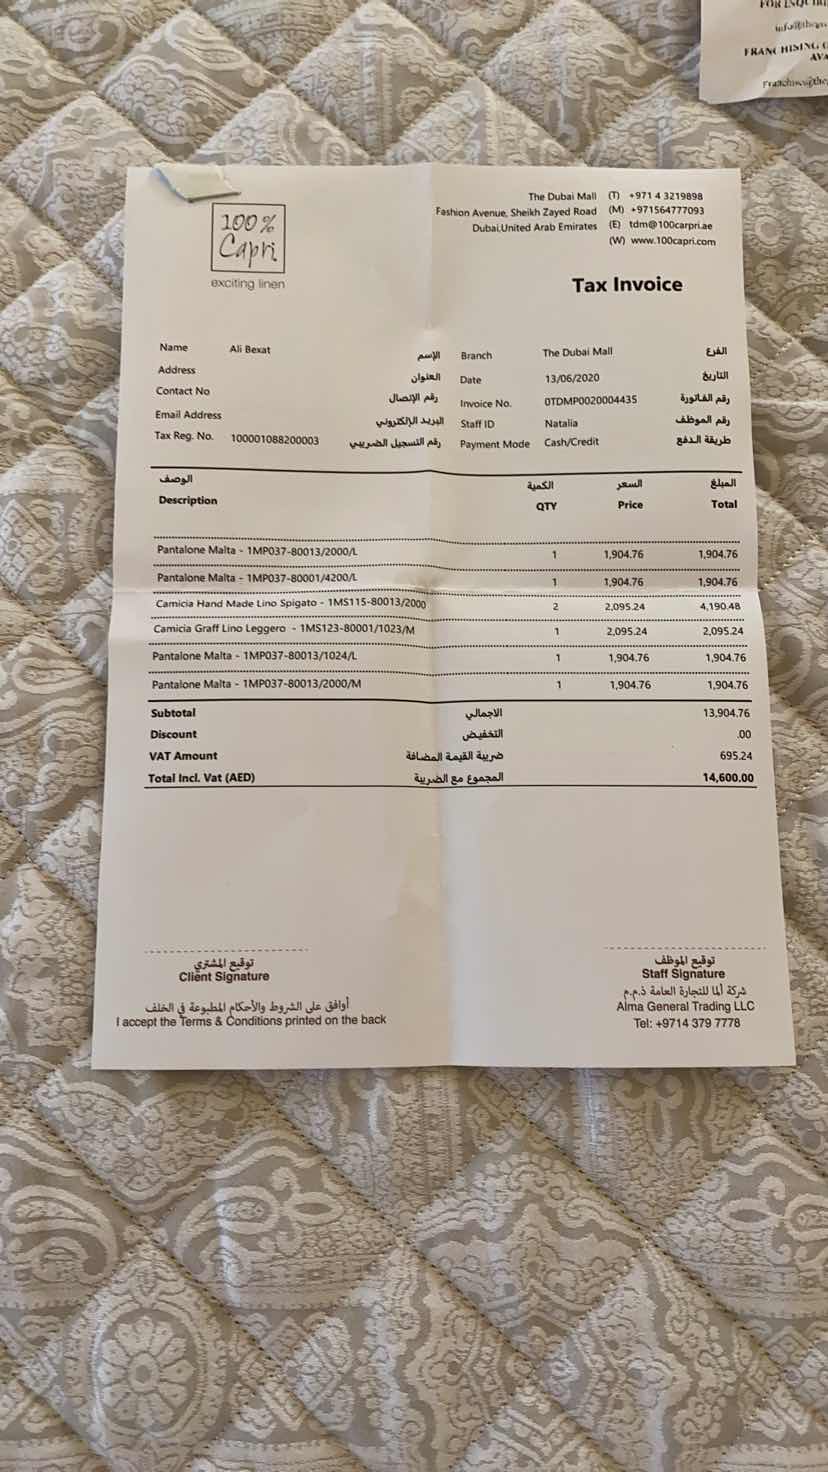 FOR ENQUIRI
info@thega
FRANCHISING O
AVA
Franchise@the
100%
Capri
exciting linen
The Dubai Mall (T) +971 4 3219898
Fashion Avenue, Sheikh Zayed Road (M) +971564777093
Dubai,United Arab Emirates (E) tdm@100carpri.ae
(W) www.100capri.com
Tax Invoice
Name Ali Bexat الإسم Branch The Dubai Mall الفرع
Address العنوان Date 13/06/2020 التاريخ
Contact No رقم الإتصال Invoice No. 0TDMP0020004435 رقم الفاتورة
Email Address البريد الإلكتروني Staff ID Natalia رقم الموظف
Tax Reg. No. 100001088200003 رقم التسجيل الضريبي Payment Mode Cash/Credit طريقة الدفع
الوصف الكمية السعر المبلغ
Description QTY Price Total
Pantalone Malta - 1MP037-80013/2000/L 1 1,904.76 1,904.76
Pantalone Malta - 1MP037-80001/4200/L 1 1,904.76 1,904.76
Camicia Hand Made Lino Spigato - 1MS115-80013/2000 2 2,095.24 4,190.48
Camicia Graff Lino Leggero - 1MS123-80001/1023/M 1 2,095.24 2,095.24
Pantalone Malta - 1MP037-80013/1024/L 1 1,904.76 1,904.76
Pantalone Malta - 1MP037-80013/2000/M 1 1,904.76 1,904.76
Subtotal الاجمالي 13,904.76
Discount التخفيض .00
VAT Amount ضريبة القيمة المضافة 695.24
Total Incl. Vat (AED) المجموع مع الضريبة 14,600.00
توقيع المشتري توقيع الموظف
Client Signature Staff Signature
شركة ألما للتجارة العامة ذ.م.م
أوافق على الشروط والأحكام المطبوعة في الخلف Alma General Trading LLC
I accept the Terms & Conditions printed on the back Tel: +9714 379 7778